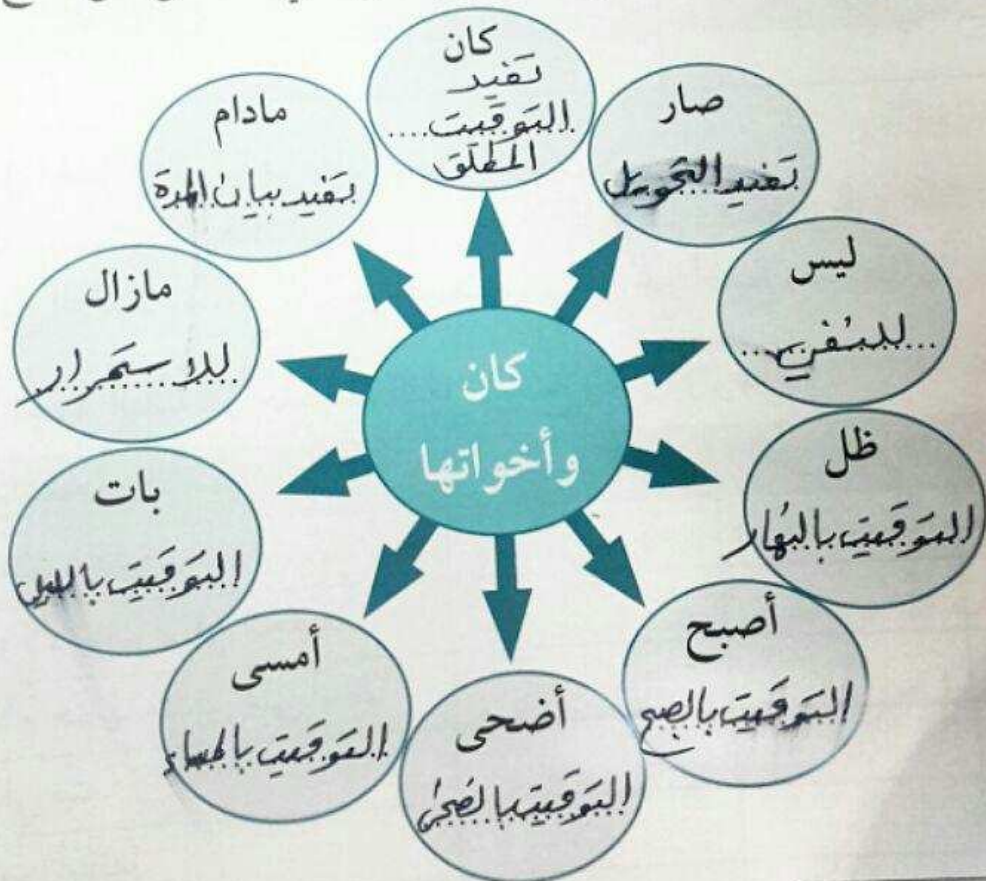 كان
تفيد
التوقيت....
المطلق
صار
تفيد التحويل
ليس
...للنفي...
ظل
التوقيت بالنهار
أصبح
التوقيت بالصبح
أضحى
التوقيت بالضحى
أمسى
التوقيت بالمساء
بات
التوقيت بالليل
مازال
للاستمرار
مادام
تفيد بيان المدة
كان
وأخواتها